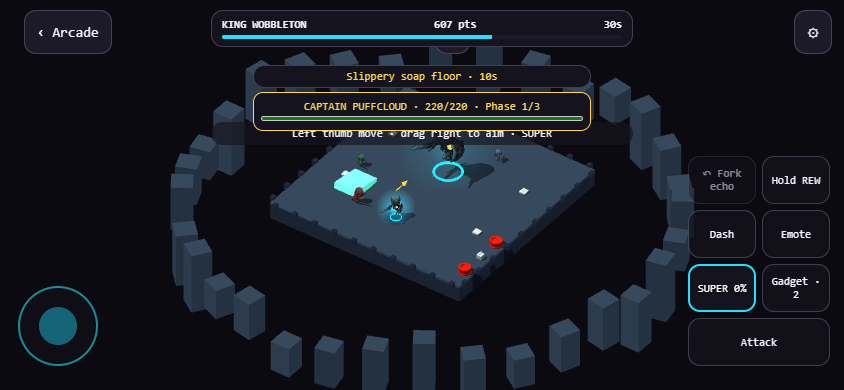 ‹ Arcade
KING WOBBLETON 607 pts 30s
Slippery soap floor · 10s
CAPTAIN PUFFCLOUD · 220/220 · Phase 1/3
Left thumb move · drag right to aim · SUPER
↶ Fork echo
Hold REW
Dash
Emote
SUPER 0%
Gadget · 2
Attack